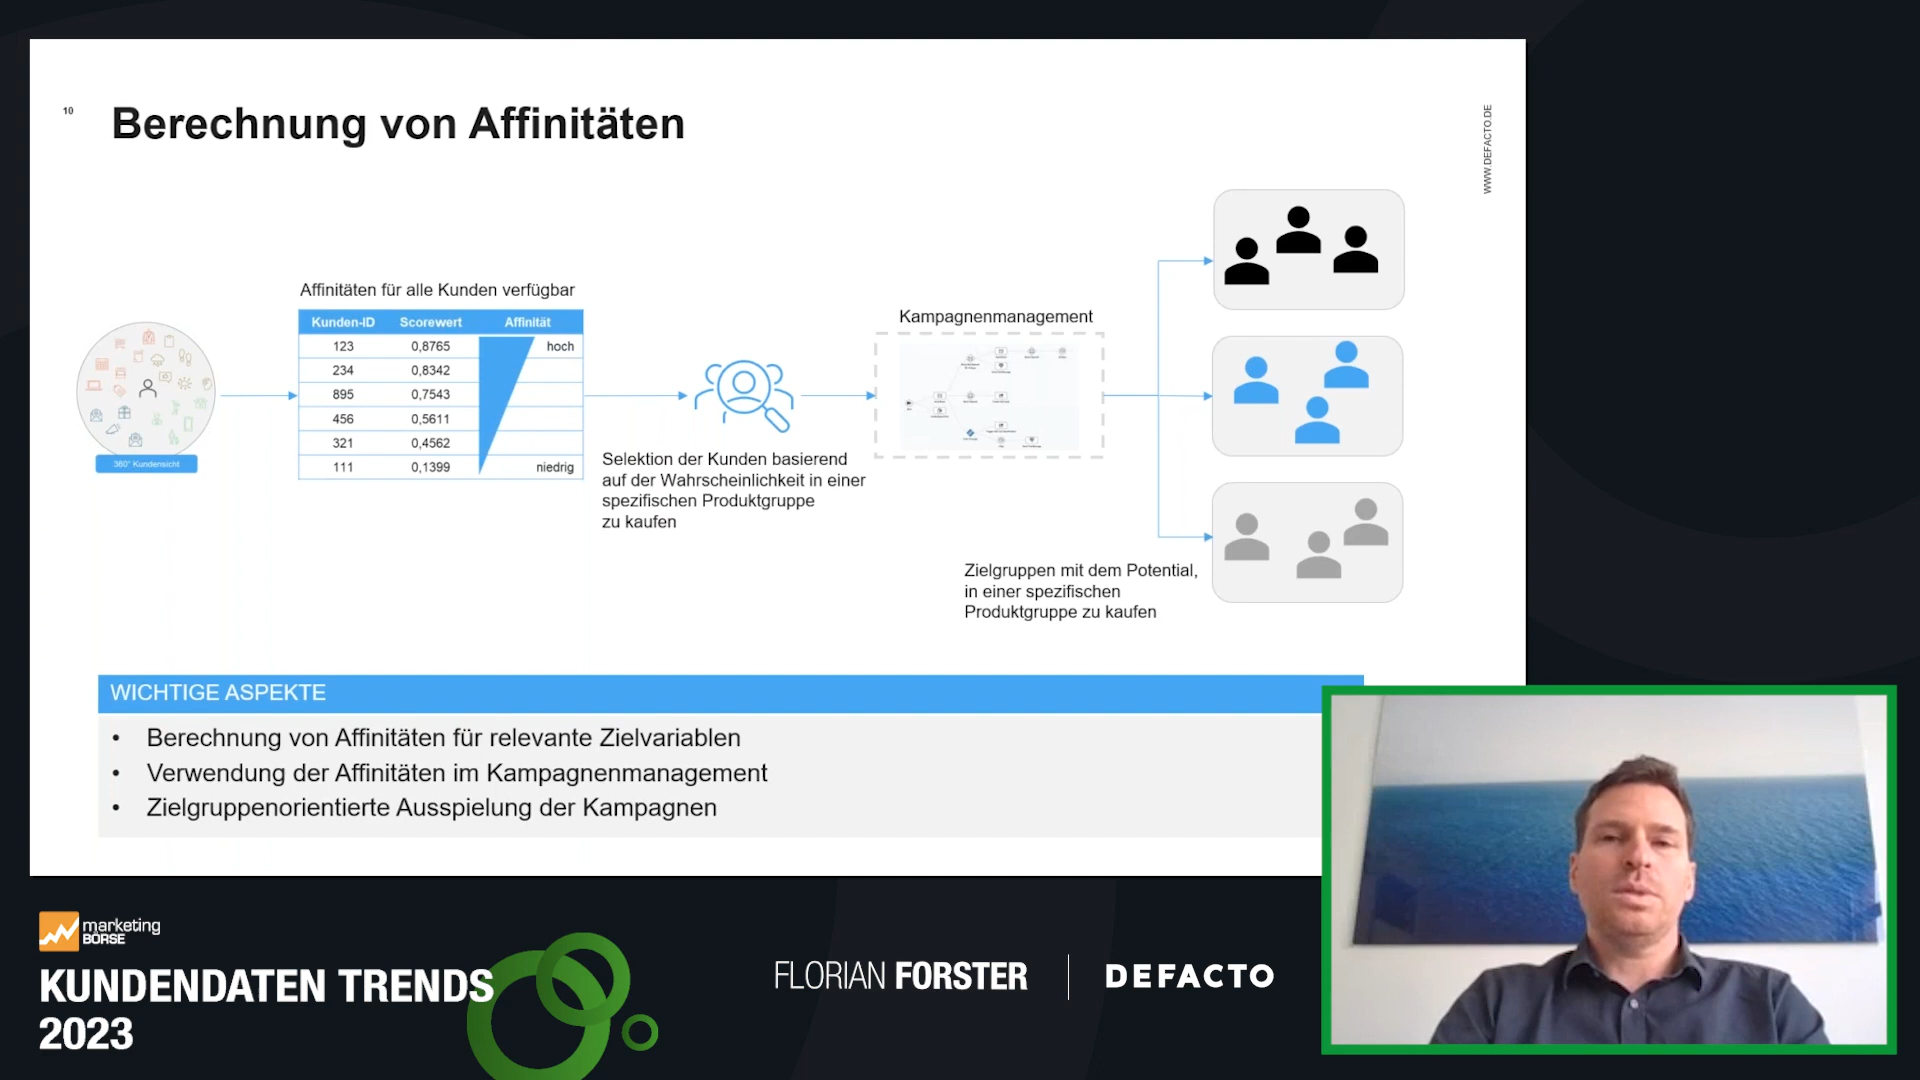 10
Berechnung von Affinitäten
WWW.DEFACTO.DE
Affinitäten für alle Kunden verfügbar
Kunden-ID Scorewert Affinität
123 0,8765 hoch
234 0,8342
895 0,7543
456 0,5611
321 0,4562
111 0,1399 niedrig
360° Kundensicht
Selektion der Kunden basierend
auf der Wahrscheinlichkeit in einer
spezifischen Produktgruppe
zu kaufen
Kampagnenmanagement
Zielgruppen mit dem Potential,
in einer spezifischen
Produktgruppe zu kaufen
WICHTIGE ASPEKTE
• Berechnung von Affinitäten für relevante Zielvariablen
• Verwendung der Affinitäten im Kampagnenmanagement
• Zielgruppenorientierte Ausspielung der Kampagnen
marketing
BÖRSE
KUNDENDATEN TRENDS
2023
FLORIAN FORSTER
DEFACTO